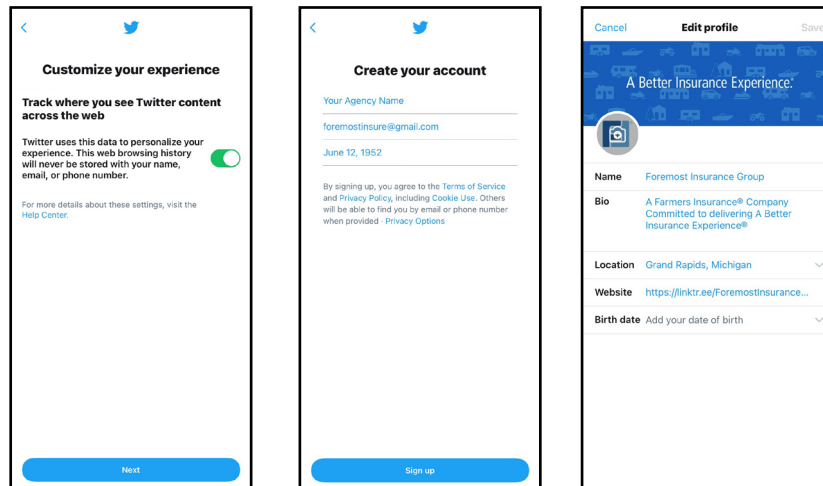 Customize your experience
Track where you see Twitter content
across the web
Twitter uses this data to personalize your
experience. This web browsing history
will never be stored with your name,
email, or phone number.
For more details about these settings, visit the
Help Center.
Next
Create your account
Your Agency Name
foremostinsure@gmail.com
June 12, 1952
By signing up, you agree to the Terms of Service
and Privacy Policy, including Cookie Use. Others
will be able to find you by email or phone number
when provided · Privacy Options
Sign up
Cancel Edit profile Save
A Better Insurance Experience.®
Name Foremost Insurance Group
Bio A Farmers Insurance® Company
Committed to delivering A Better
Insurance Experience®
Location Grand Rapids, Michigan
Website https://linktr.ee/ForemostInsurance...
Birth date Add your date of birth